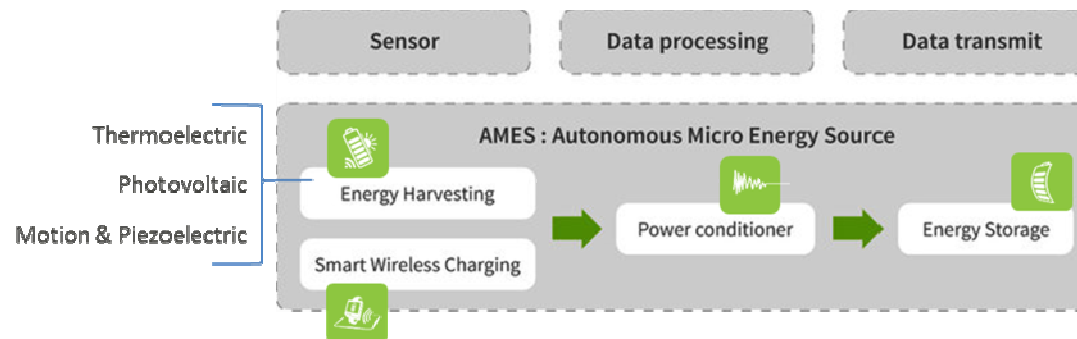 Sensor
Data processing
Data transmit
AMES : Autonomous Micro Energy Source
Thermoelectric
Photovoltaic
Motion & Piezoelectric
Energy Harvesting
Smart Wireless Charging
Power conditioner
Energy Storage